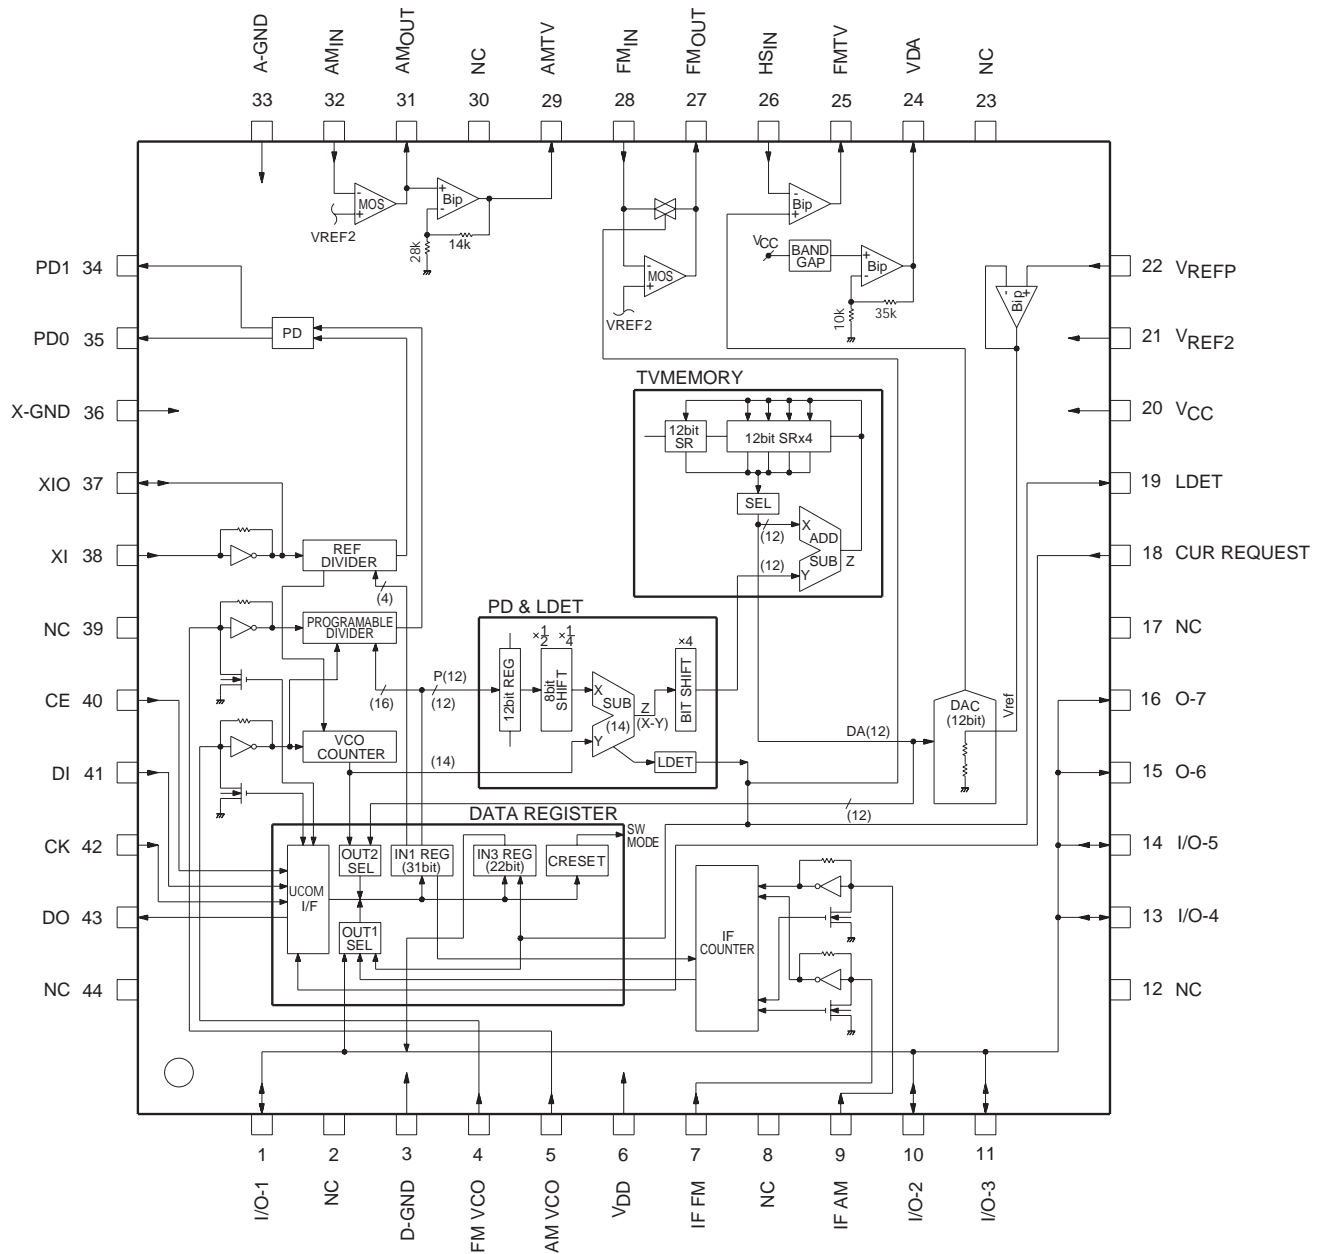 A-GND
AMIN
AMOUT
NC
AMTV
FMIN
FMOUT
HSIN
FMTV
VDA
NC
33
32
31
30
29
28
27
26
25
24
23
-
MOS
+
VREF2
+
Bip
-
28k
14k
-
MOS
+
VREF2
-
Bip
+
VCC
BAND
GAP
+
Bip
-
10k
35k
-
Bip
+
PD1 34
PD0 35
X-GND 36
XIO 37
XI 38
NC 39
CE 40
DI 41
CK 42
DO 43
NC 44
22 VREFP
21 VREF2
20 VCC
19 LDET
18 CUR REQUEST
17 NC
16 O-7
15 O-6
14 I/O-5
13 I/O-4
12 NC
PD
TVMEMORY
12bit
SR
12bit SRx4
SEL
(12)
(12)
X
ADD
SUB
Z
Y
REF
DIVIDER
(4)
PROGRAMABLE
DIVIDER
(16)
P(12)
(12)
VCO
COUNTER
(14)
PD & LDET
×1/2
×1/4
×4
12bit REG
8bit
SHIFT
X
SUB
(14)
Y
Z
(X-Y)
BIT SHIFT
LDET
DA(12)
(12)
DAC
(12bit)
Vref
DATA REGISTER
SW
MODE
UCOM
I/F
OUT2
SEL
IN1 REG
(31bit)
IN3 REG
(22bit)
CRESET
OUT1
SEL
IF
COUNTER
1
2
3
4
5
6
7
8
9
10
11
I/O-1
NC
D-GND
FM VCO
AM VCO
VDD
IF FM
NC
IF AM
I/O-2
I/O-3